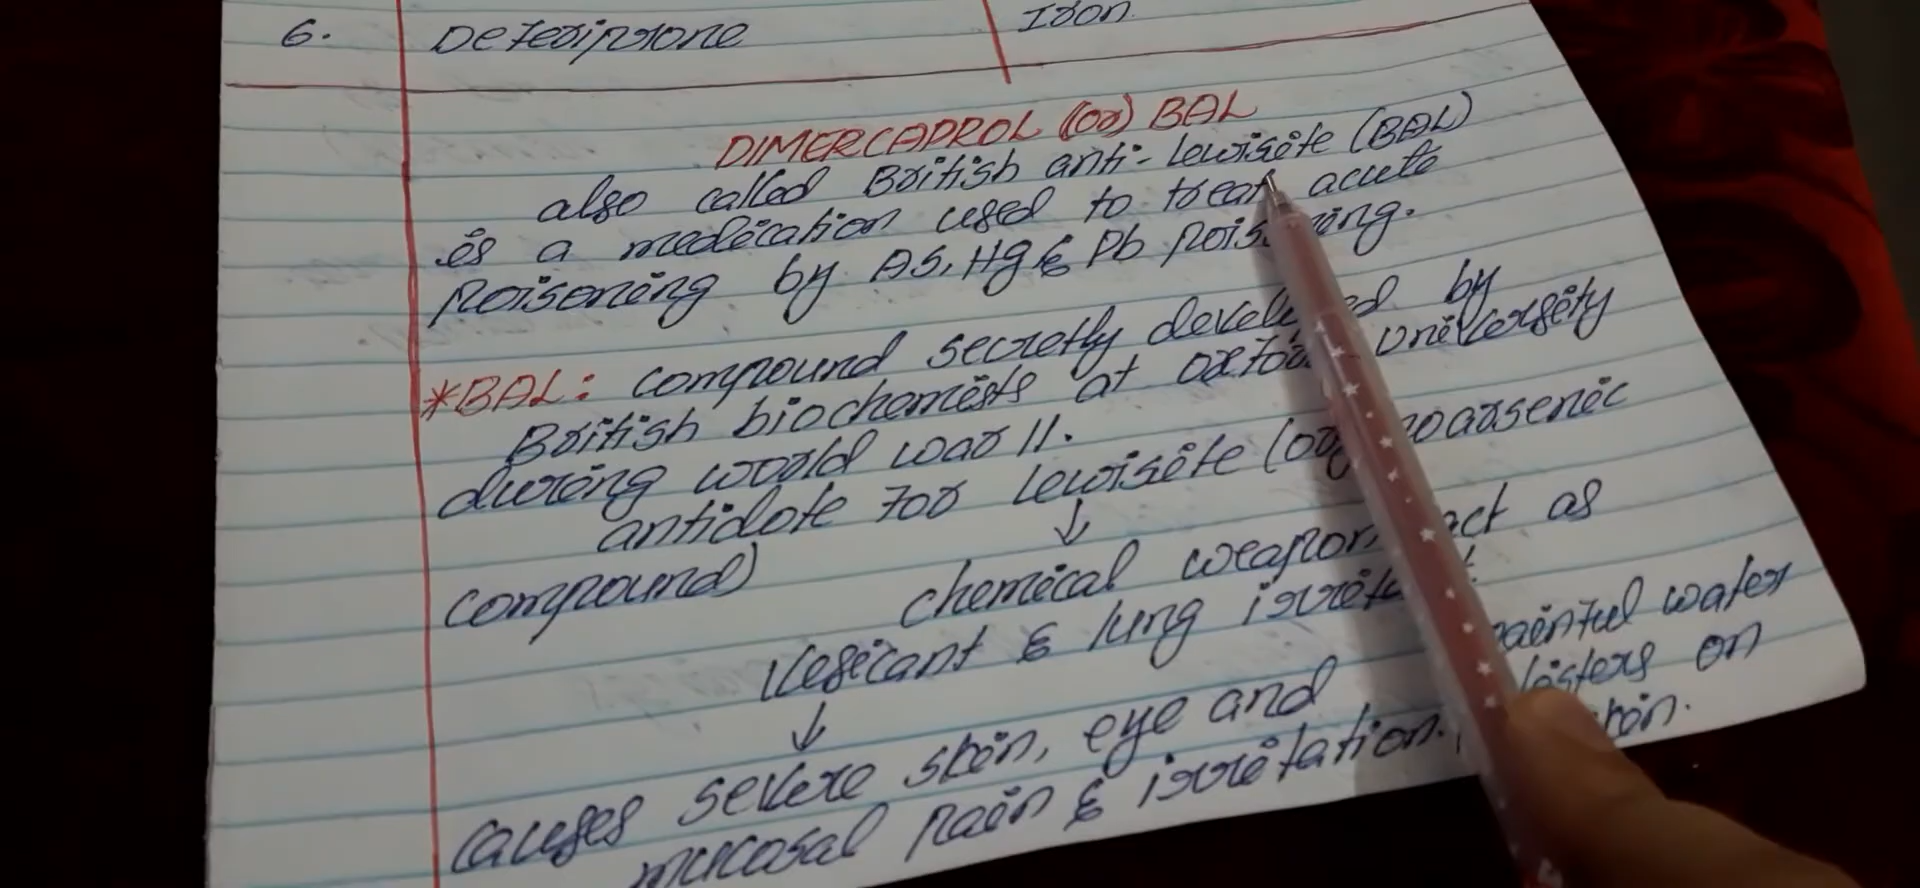 6. Deferiprone Iron
DIMERCAPROL (or) BAL
also called British anti-lewisite (BAL)
is a medication used to treat acute
poisoning by AS, Hg & Pb poisoning.
*BAL: compound secretly developed by
British biochemists at oxford university
during world war II.
antidote for lewisite (organoarsenic
compound)
↓
chemical weapon, act as
vesicant & lung irritant
↓
painful water
causes severe skin, eye and blisters on
mucosal pain & irritation. skin.